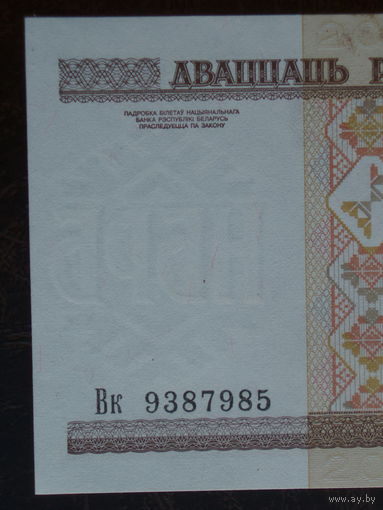 ДВАЦЦАЦЬ Р
ПАДРОБКА БІЛЕТАЎ НАЦЫЯНАЛЬНАГА
БАНКА РЭСПУБЛІКІ БЕЛАРУСЬ
ПРАСЛЕДУЕЦЦА ПА ЗАКОНУ
Вк 9387985
www.ay.by